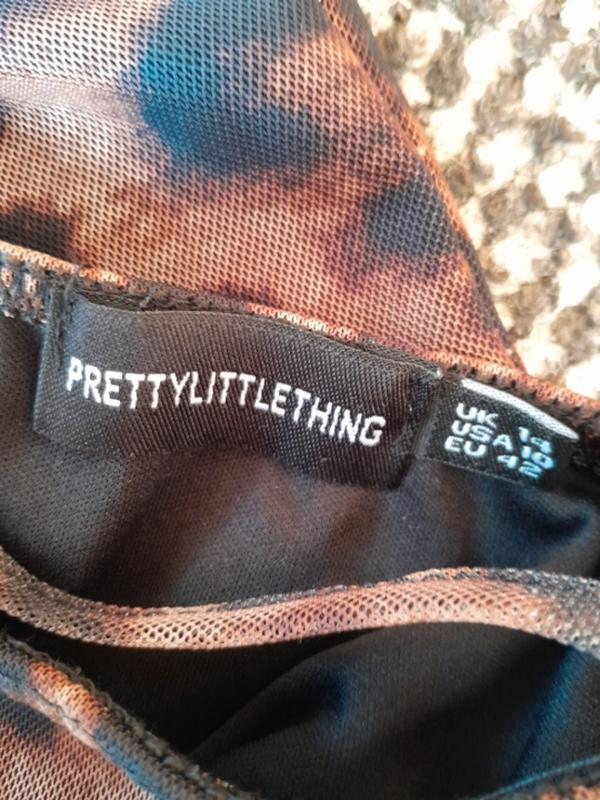 PRETTYLITTLETHING
UK 14
USA 10
EU 42